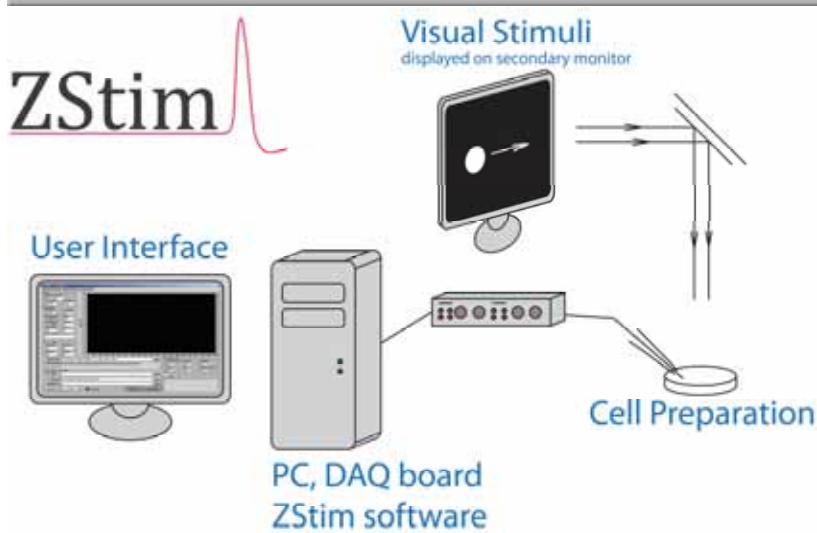 ZStim
Visual Stimuli
displayed on secondary monitor
User Interface
PC, DAQ board
ZStim software
Cell Preparation